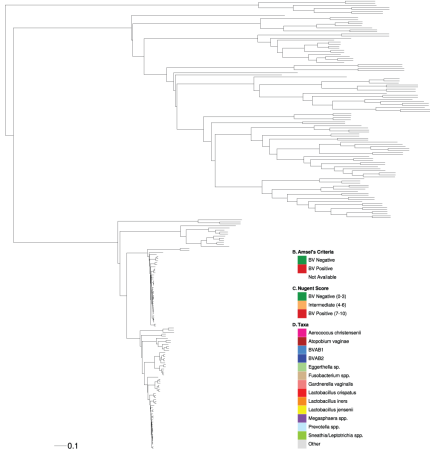 B. Amsel's Criteria
BV Negative
BV Positive
Not Available
C. Nugent Score
BV Negative (0-3)
Intermediate (4-6)
BV Positive (7-10)
D. Taxa
Aerococcus christensenii
Atopobium vaginae
BVAB1
BVAB2
Eggerthella sp.
Fusobacterium spp.
Gardnerella vaginalis
Lactobacillus crispatus
Lactobacillus iners
Lactobacillus jensenii
Megasphaera spp.
Prevotella spp.
Sneathia/Leptotrichia spp.
Other
0.1